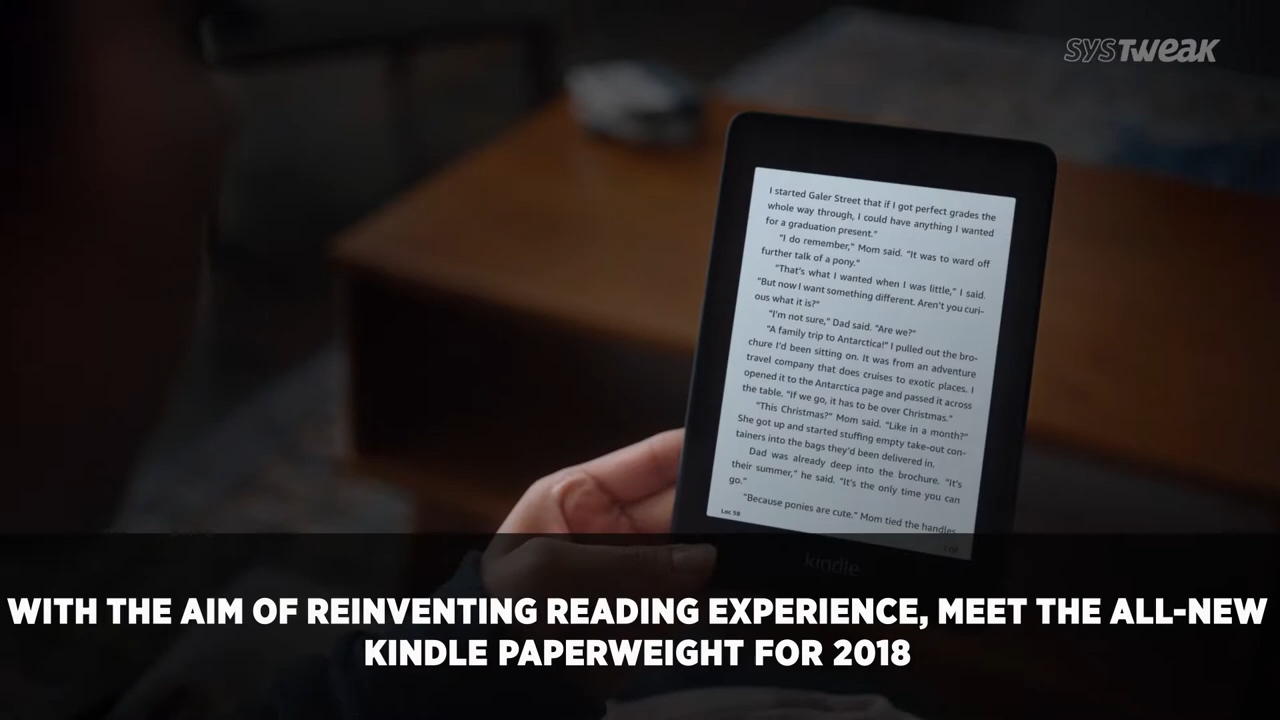 SYSTWEAK
I started Galer Street that if I got perfect grades the
whole way through, I could have anything I wanted
for a graduation present."
"I do remember," Mom said. "It was to ward off
further talk of a pony."
"That's what I wanted when I was little," I said.
"But now I want something different. Aren't you curi-
ous what it is?"
"I'm not sure," Dad said. "Are we?"
"A family trip to Antarctica!" I pulled out the bro-
chure I'd been sitting on. It was from an adventure
travel company that does cruises to exotic places. I
opened it to the Antarctica page and passed it across
the table. "If we go, it has to be over Christmas."
"This Christmas?" Mom said. "Like in a month?"
She got up and started stuffing empty take-out con-
tainers into the bags they'd been delivered in.
Dad was already deep into the brochure. "It's
their summer," he said. "It's the only time you can
go."
"Because ponies are cute." Mom tied the handles.
Loc 58
kindle
WITH THE AIM OF REINVENTING READING EXPERIENCE, MEET THE ALL-NEW
KINDLE PAPERWEIGHT FOR 2018